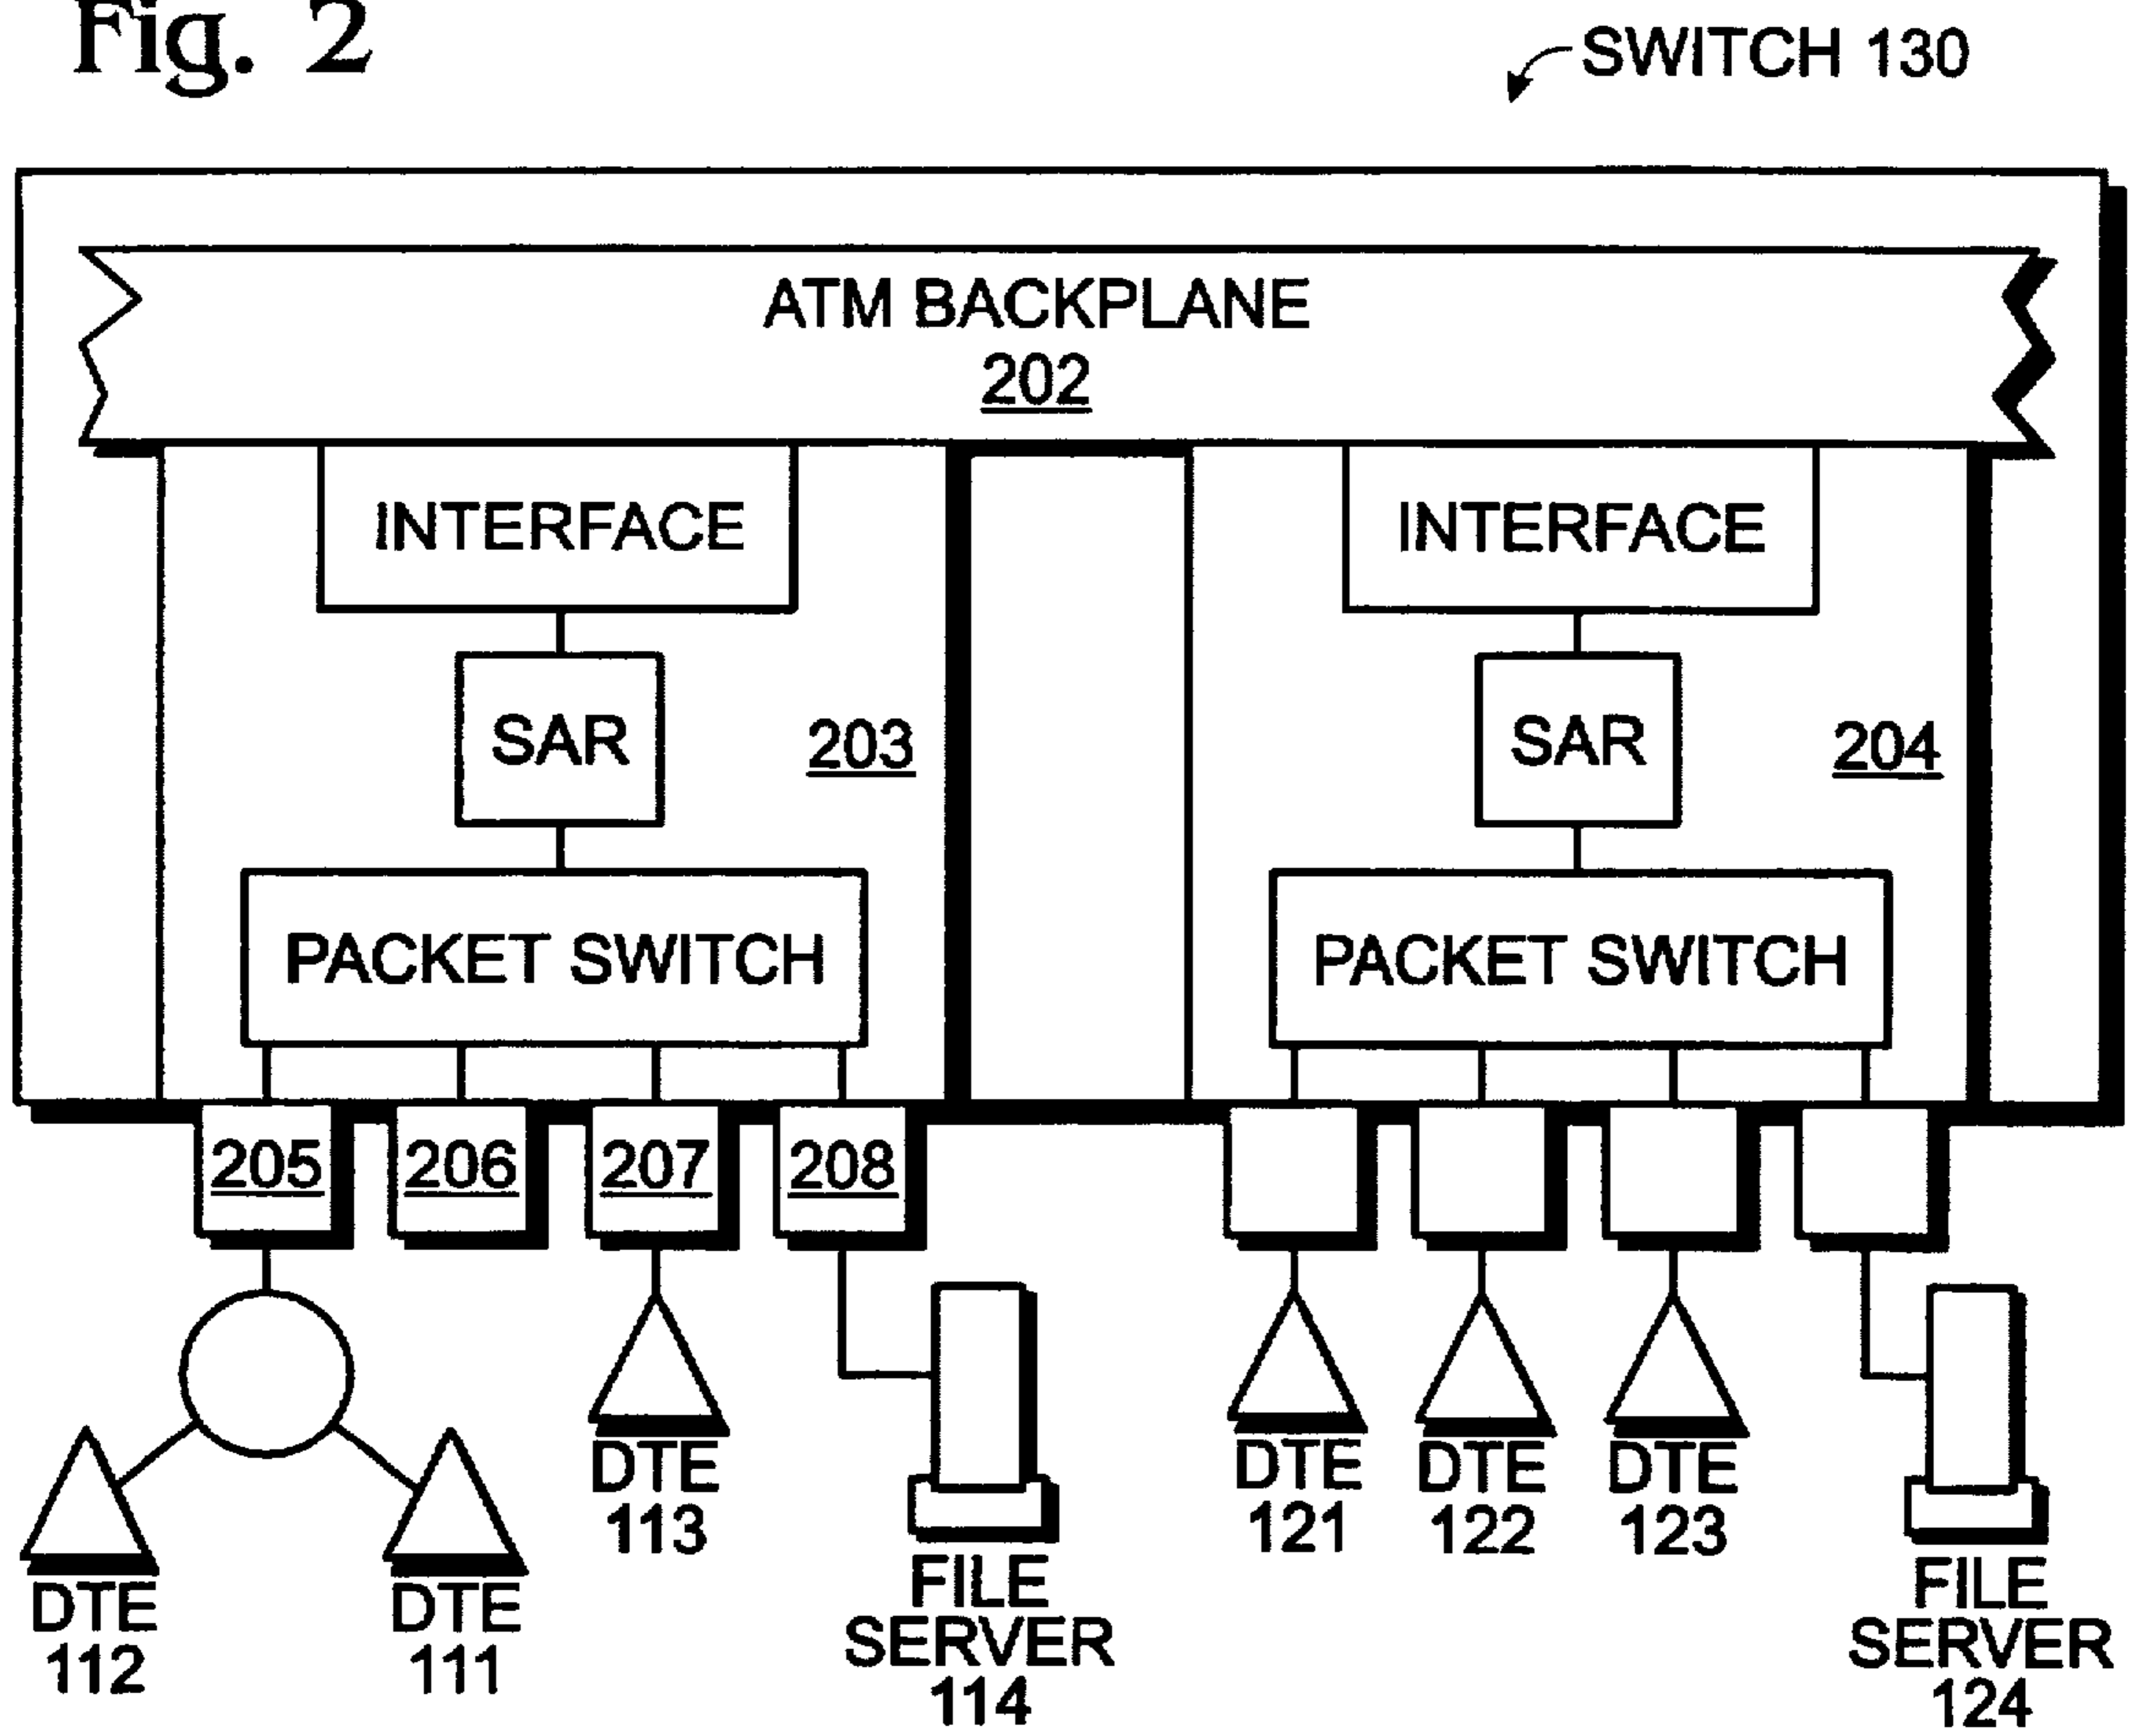 Fig. 2
SWITCH 130
ATM BACKPLANE
202
INTERFACE
INTERFACE
SAR
203
SAR
204
PACKET SWITCH
PACKET SWITCH
205
206
207
208
DTE
112
DTE
111
DTE
113
FILE
SERVER
114
DTE
121
DTE
122
DTE
123
FILE
SERVER
124